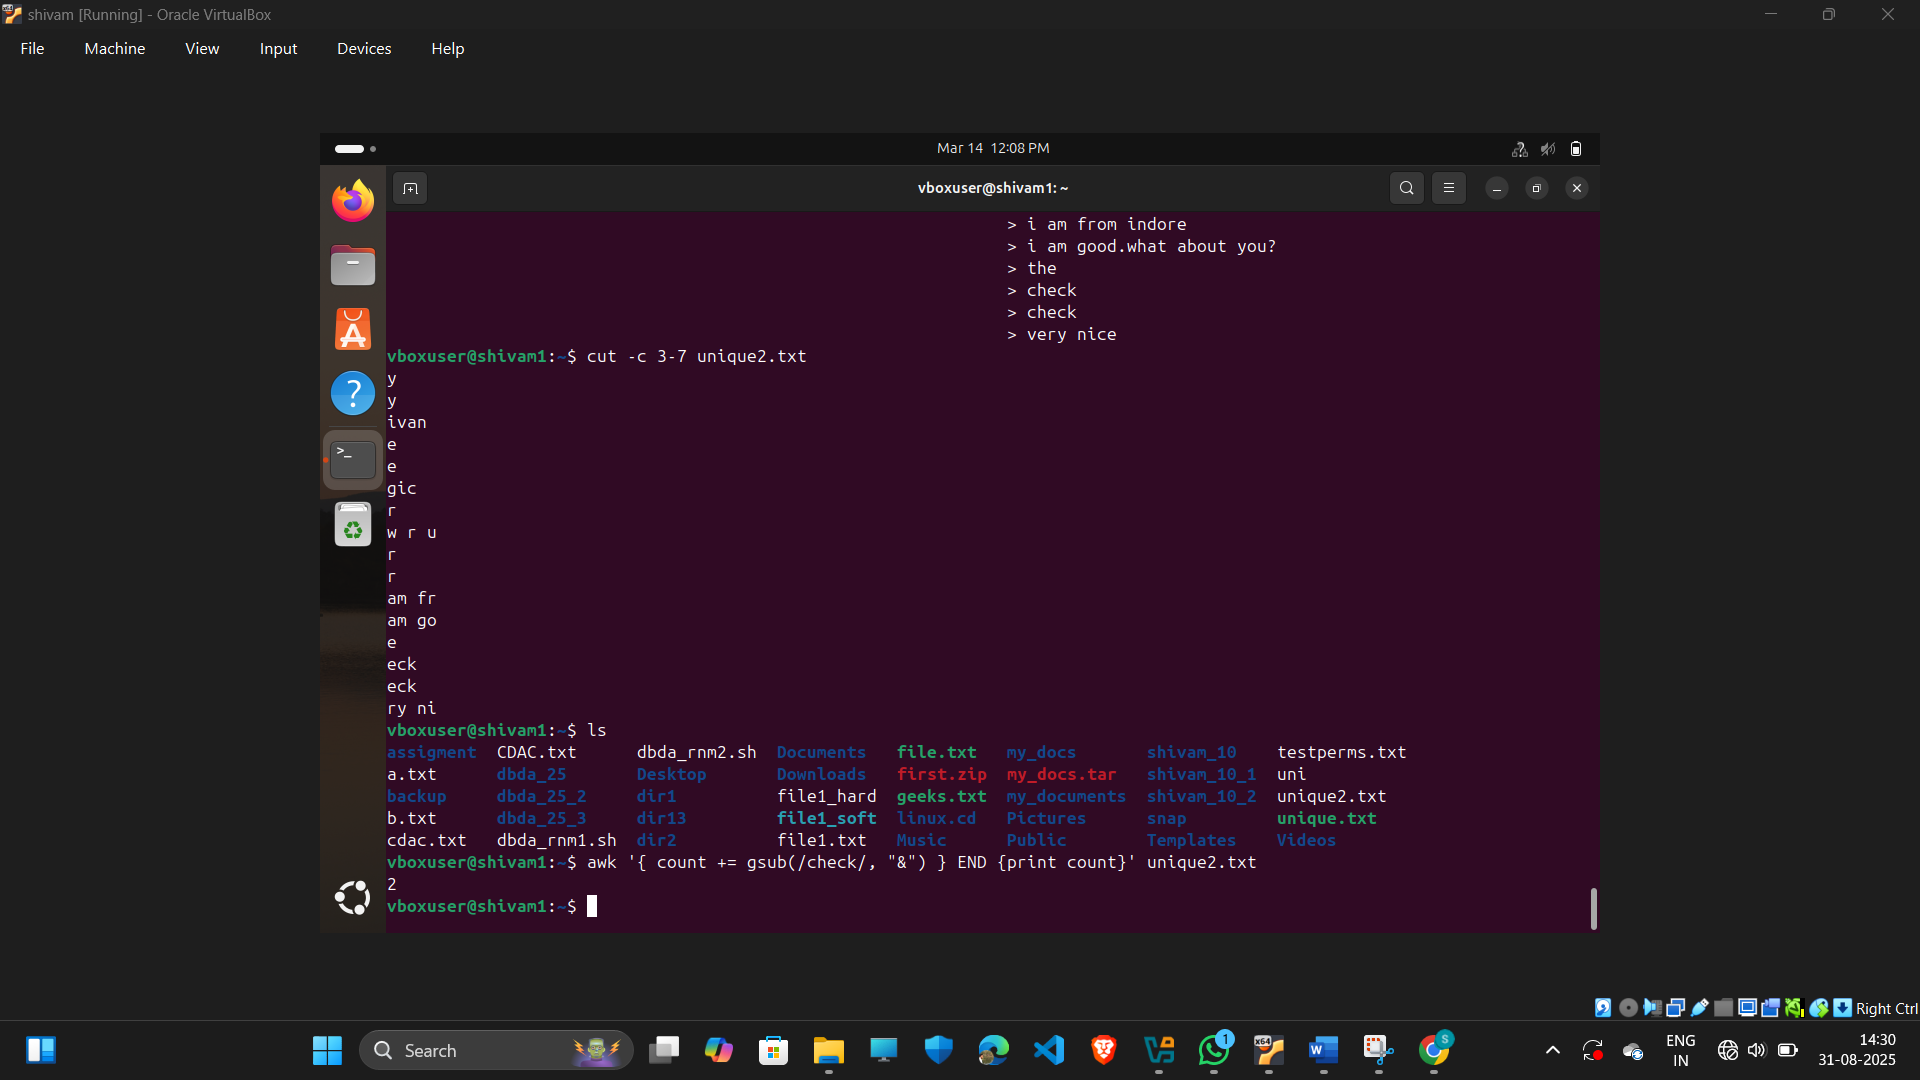 shivam [Running] - Oracle VirtualBox
File Machine View Input Devices Help
Mar 14 12:08 PM
vboxuser@shivam1: ~
> i am from indore
> i am good.what about you?
> the
> check
> check
> very nice
vboxuser@shivam1:~$ cut -c 3-7 unique2.txt
y
y
ivan
e
e
gic
r
w r u
r
r
am fr
am go
e
eck
eck
ry ni
vboxuser@shivam1:~$ ls
assigment CDAC.txt dbda_rnm2.sh Documents file.txt my_docs shivam_10 testperms.txt
a.txt dbda_25 Desktop Downloads first.zip my_docs.tar shivam_10_1 uni
backup dbda_25_2 dir1 file1_hard geeks.txt my_documents shivam_10_2 unique2.txt
b.txt dbda_25_3 dir13 file1_soft linux.cd Pictures snap unique.txt
cdac.txt dbda_rnm1.sh dir2 file1.txt Music Public Templates Videos
vboxuser@shivam1:~$ awk '{ count += gsub(/check/, "&") } END {print count}' unique2.txt
2
vboxuser@shivam1:~$
Right Ctrl
Search
1
x64
W
S
ENG
IN
14:30
31-08-2025